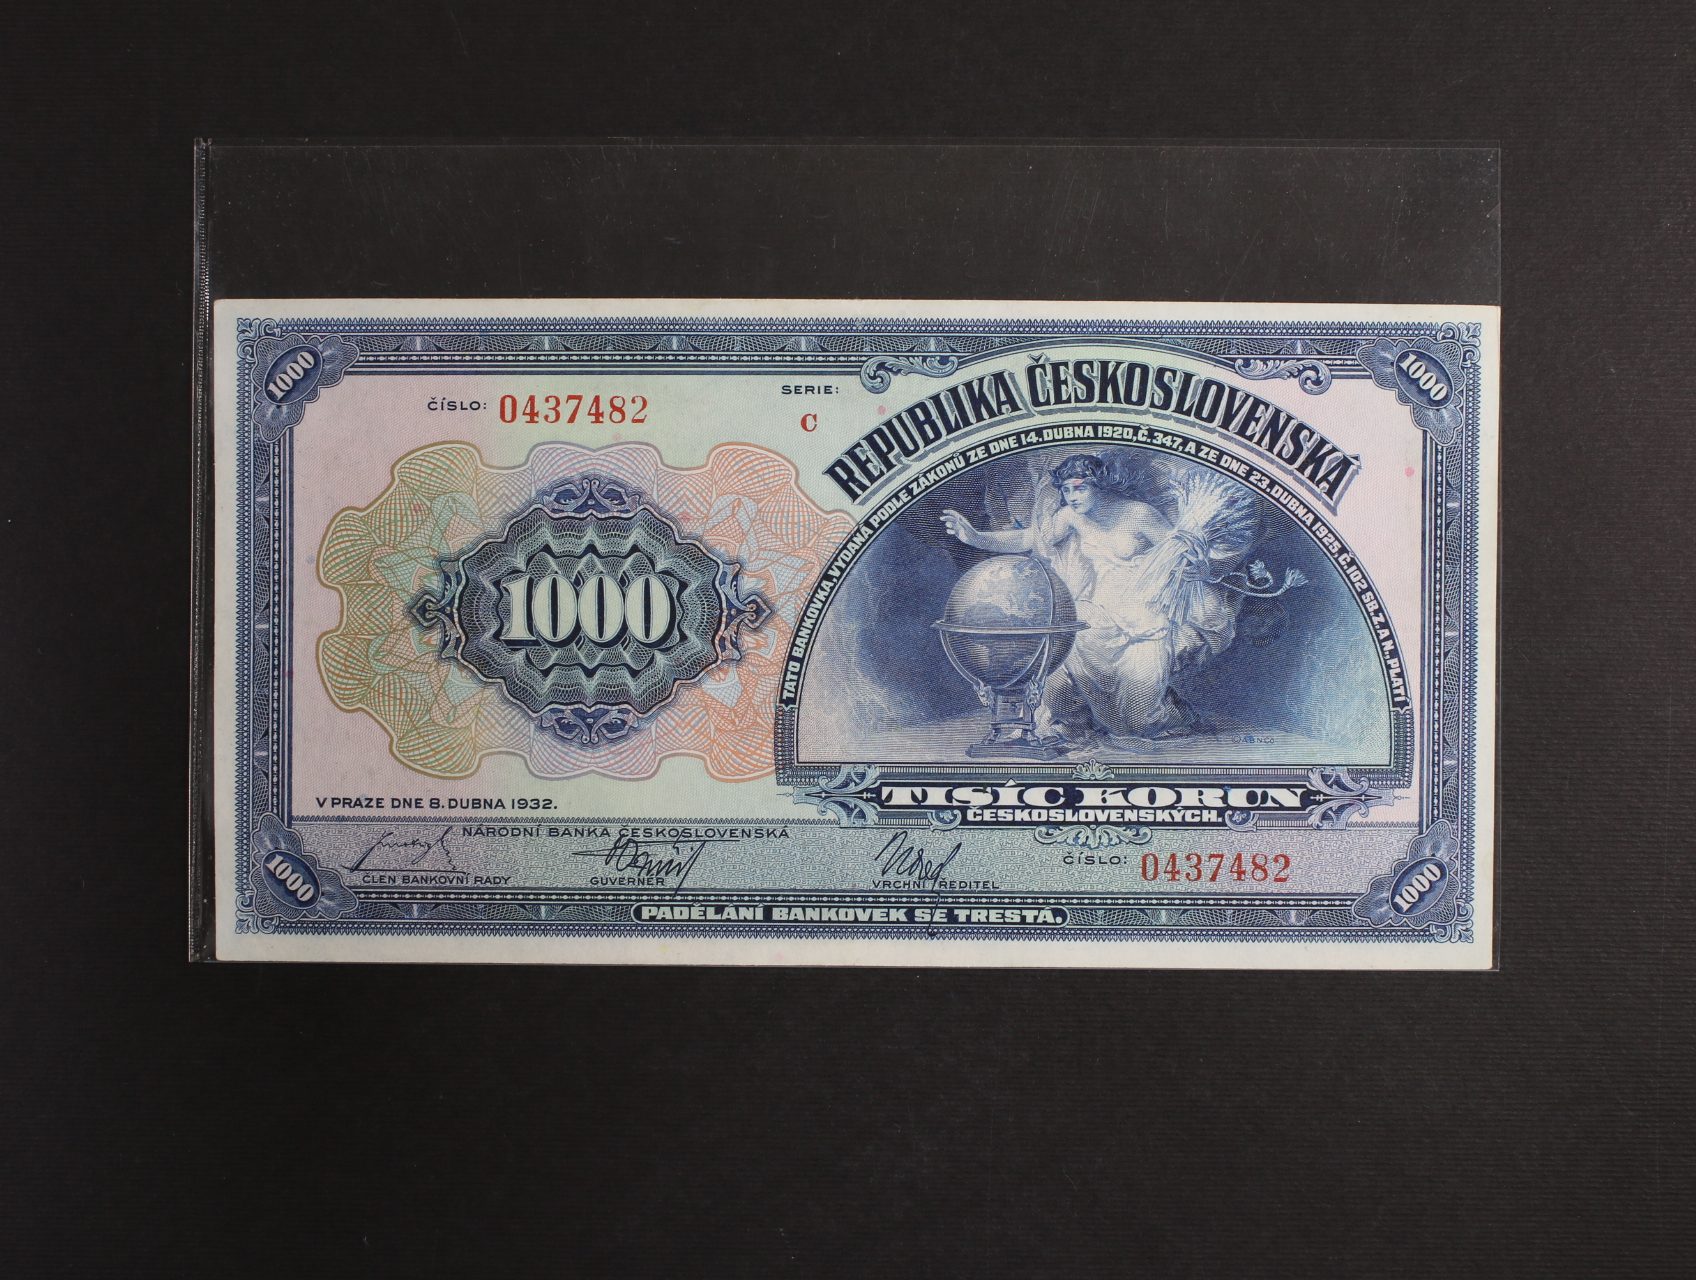 1000
1000
ČÍSLO: 0437482
SERIE:
C
REPUBLIKA ČESKOSLOVENSKÁ
TATO BANKOVKA, VYDANÁ PODLE ZÁKONŮ ZE DNE 14. DUBNA 1920, Č. 347, A ZE DNE 23. DUBNA 1925, Č. 102 SB. Z. A N., PLATÍ
1000
©ABNCO
TISÍC KORUN
ČESKOSLOVENSKÝCH.
V PRAZE DNE 8. DUBNA 1932.
NÁRODNÍ BANKA ČESKOSLOVENSKÁ
ČLEN BANKOVNÍ RADY
GUVERNÉR
VRCHNÍ ŘEDITEL
ČÍSLO: 0437482
1000
1000
PADĚLÁNÍ BANKOVEK SE TRESTÁ.